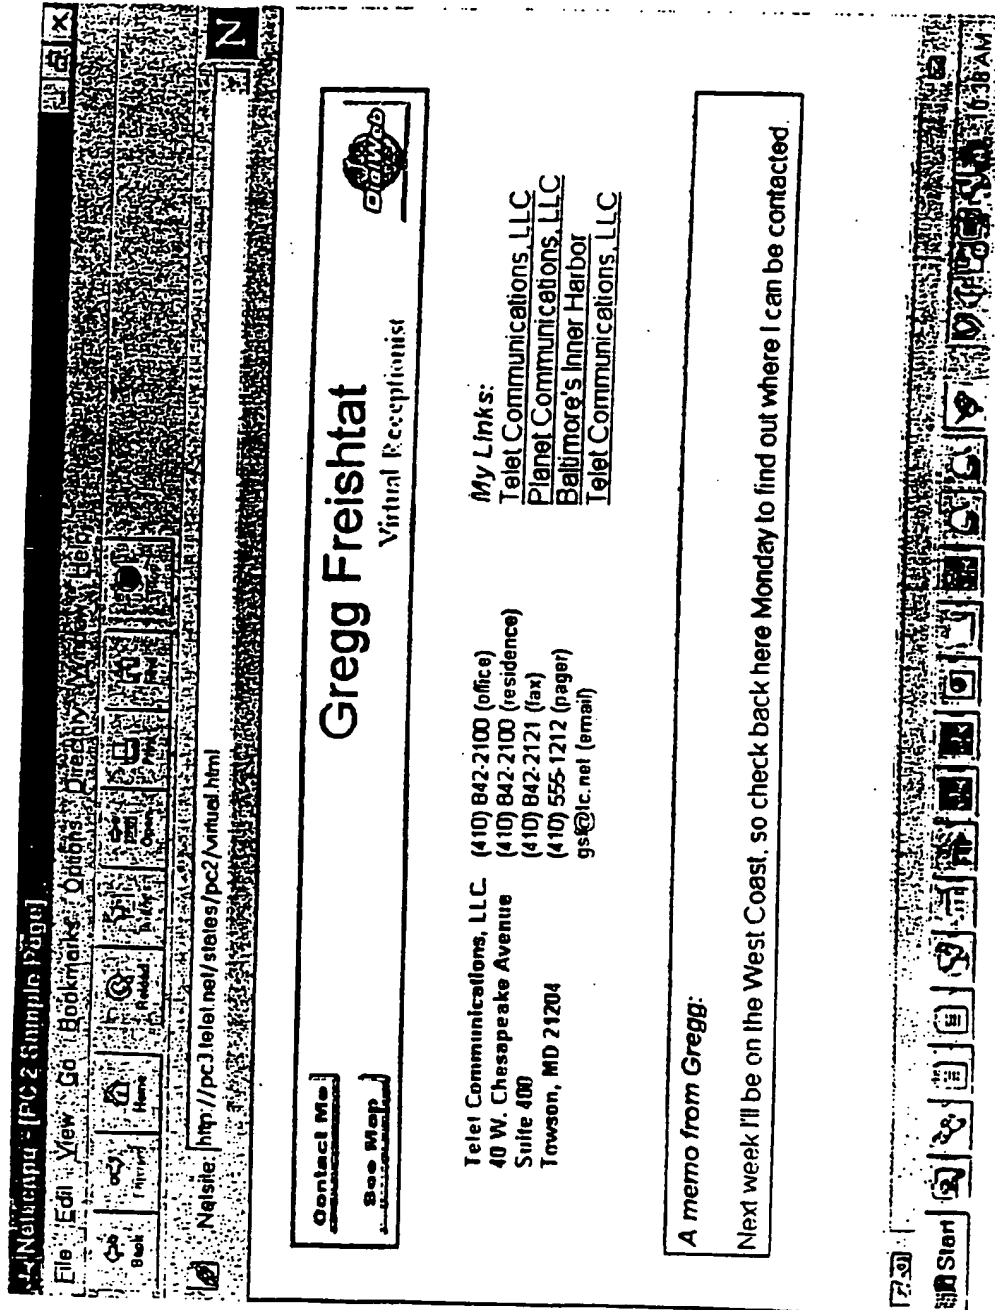 Netscape - [PC 2 Sample Page]
File Edit View Go Bookmarks Options Directory Window Help
Back Forward Home Reload Open Print Find
Netsite: http://pc3.telet.net/states/pc2/virtual.html
N
Contact Me
See Map
Gregg Freishtat
Virtual Receptionist
DigiWeb
Telet Communications, LLC.
40 W. Chesapeake Avenue
Suite 400
Towson, MD 21204
(410) 842-2100 (office)
(410) 842-2100 (residence)
(410) 842-2121 (fax)
(410) 555-1212 (pager)
gsf@lc.net (email)
My Links:
Telet Communications, LLC
Planet Communications, LLC
Baltimore's Inner Harbor
Telet Communications, LLC
A memo from Gregg:
Next week I'll be on the West Coast, so check back here Monday to find out where I can be contacted.
Start